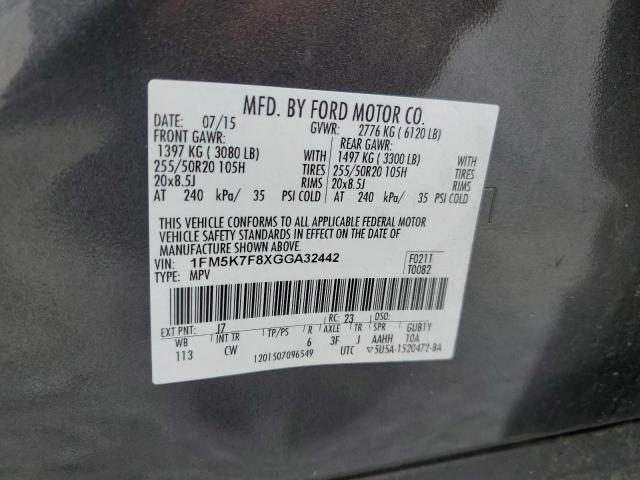 MFD. BY FORD MOTOR CO.
DATE: 07/15 GVWR: 2776 KG ( 6120 LB)
FRONT GAWR: REAR GAWR:
1397 KG ( 3080 LB) WITH 1497 KG ( 3300 LB) WITH
255/50R20 105H TIRES 255/50R20 105H TIRES
20x8.5J RIMS 20x8.5J RIMS
AT 240 kPa/ 35 PSI COLD AT 240 kPa/ 35 PSI COLD
THIS VEHICLE CONFORMS TO ALL APPLICABLE FEDERAL MOTOR
VEHICLE SAFETY STANDARDS IN EFFECT ON THE DATE OF
MANUFACTURE SHOWN ABOVE.
VIN: 1FM5K7F8XGGA32442 F0211
TYPE: MPV T0082
EXT PNT: J7 RC: 23 DSO:
WB INT TR TP/PS R AXLE TR SPR GUB1Y
113 CW 6 3F J AAHH 10A
1201507096549 UTC ▽5U5A-1520472-BA